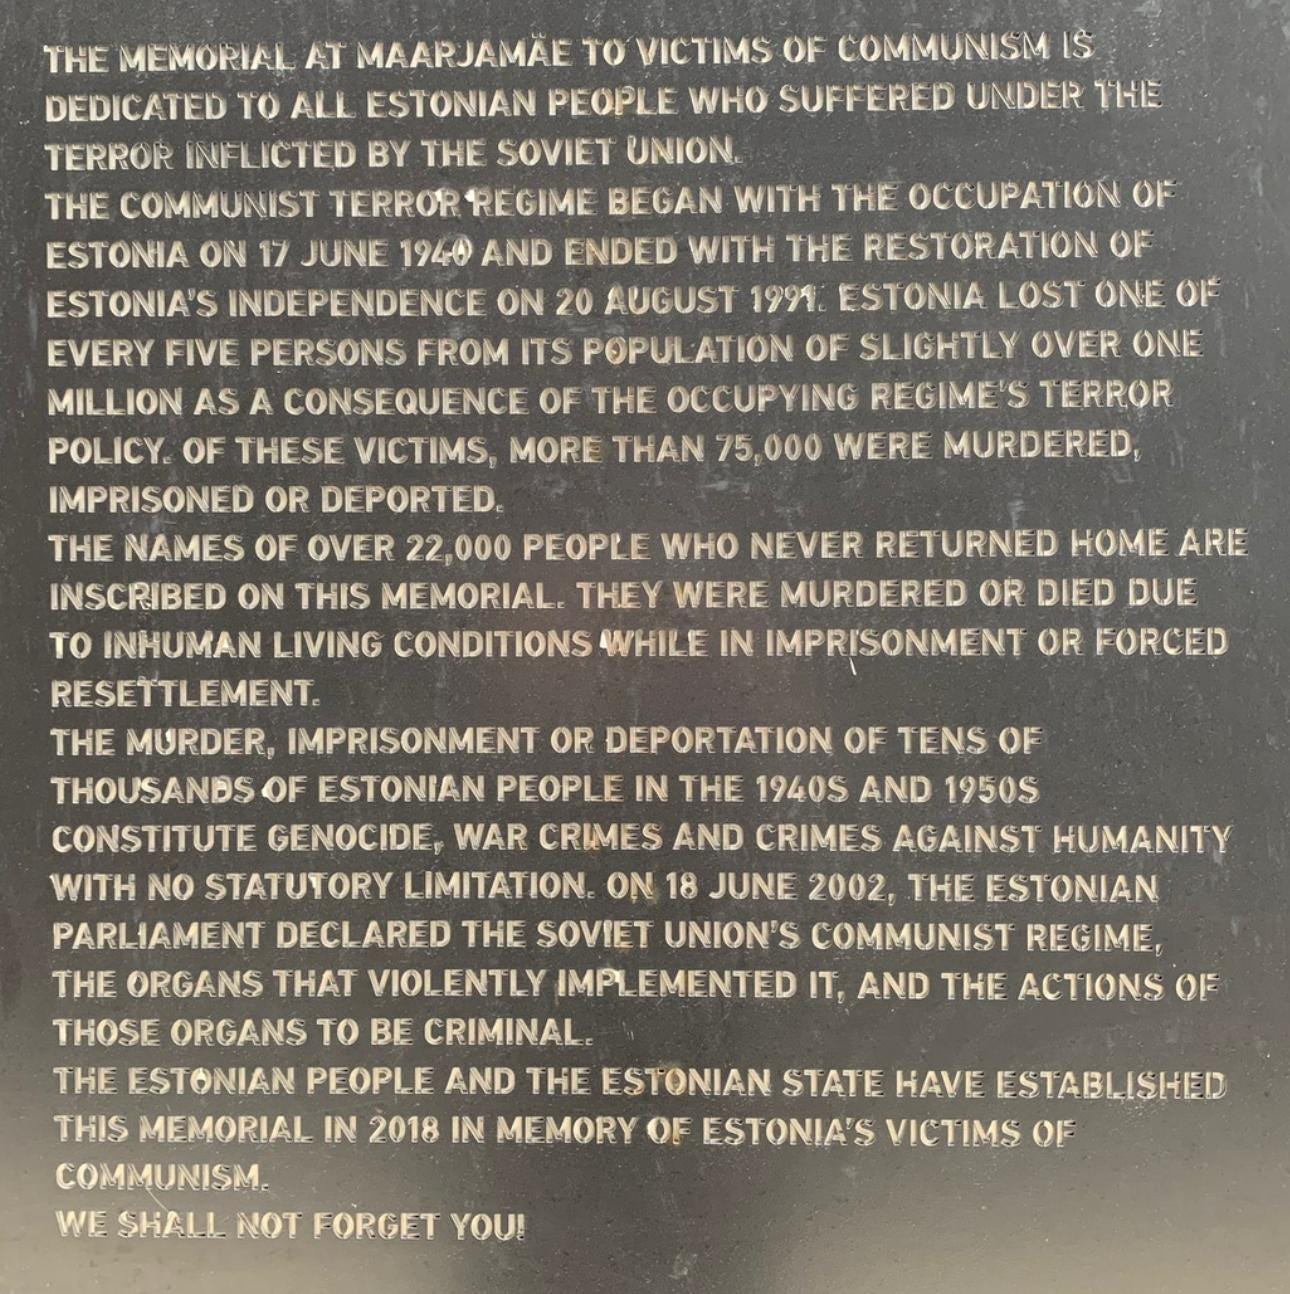 THE MEMORIAL AT MAARJAMÄE TO VICTIMS OF COMMUNISM IS
DEDICATED TO ALL ESTONIAN PEOPLE WHO SUFFERED UNDER THE
TERROR INFLICTED BY THE SOVIET UNION.
THE COMMUNIST TERROR REGIME BEGAN WITH THE OCCUPATION OF
ESTONIA ON 17 JUNE 1940 AND ENDED WITH THE RESTORATION OF
ESTONIA'S INDEPENDENCE ON 20 AUGUST 1991. ESTONIA LOST ONE OF
EVERY FIVE PERSONS FROM ITS POPULATION OF SLIGHTLY OVER ONE
MILLION AS A CONSEQUENCE OF THE OCCUPYING REGIME'S TERROR
POLICY. OF THESE VICTIMS, MORE THAN 75,000 WERE MURDERED,
IMPRISONED OR DEPORTED.
THE NAMES OF OVER 22,000 PEOPLE WHO NEVER RETURNED HOME ARE
INSCRIBED ON THIS MEMORIAL. THEY WERE MURDERED OR DIED DUE
TO INHUMAN LIVING CONDITIONS WHILE IN IMPRISONMENT OR FORCED
RESETTLEMENT.
THE MURDER, IMPRISONMENT OR DEPORTATION OF TENS OF
THOUSANDS OF ESTONIAN PEOPLE IN THE 1940S AND 1950S
CONSTITUTE GENOCIDE, WAR CRIMES AND CRIMES AGAINST HUMANITY
WITH NO STATUTORY LIMITATION. ON 18 JUNE 2002, THE ESTONIAN
PARLIAMENT DECLARED THE SOVIET UNION'S COMMUNIST REGIME,
THE ORGANS THAT VIOLENTLY IMPLEMENTED IT, AND THE ACTIONS OF
THOSE ORGANS TO BE CRIMINAL.
THE ESTONIAN PEOPLE AND THE ESTONIAN STATE HAVE ESTABLISHED
THIS MEMORIAL IN 2018 IN MEMORY OF ESTONIA'S VICTIMS OF
COMMUNISM.
WE SHALL NOT FORGET YOU!